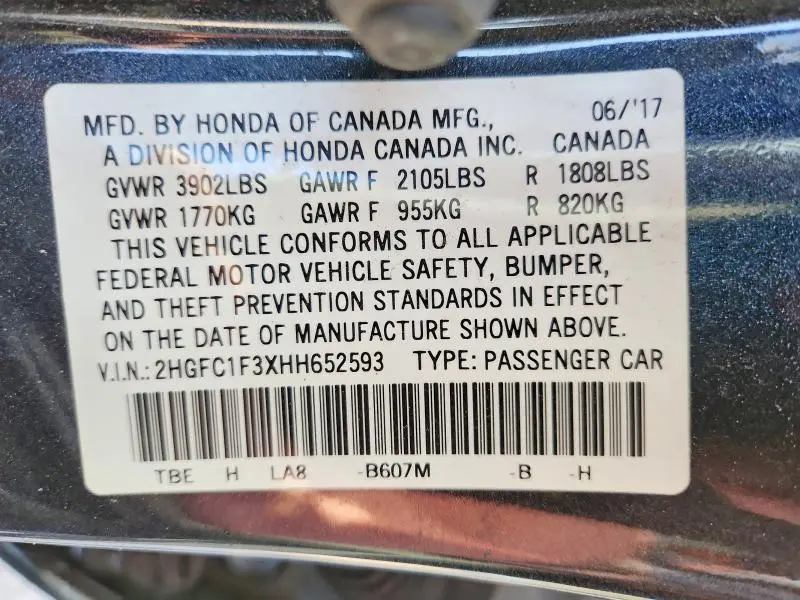 MFD. BY HONDA OF CANADA MFG., 06/'17
A DIVISION OF HONDA CANADA INC. CANADA
GVWR 3902LBS GAWR F 2105LBS R 1808LBS
GVWR 1770KG GAWR F 955KG R 820KG
THIS VEHICLE CONFORMS TO ALL APPLICABLE
FEDERAL MOTOR VEHICLE SAFETY, BUMPER,
AND THEFT PREVENTION STANDARDS IN EFFECT
ON THE DATE OF MANUFACTURE SHOWN ABOVE.
V.I.N.: 2HGFC1F3XHH652593 TYPE: PASSENGER CAR
TBE H LA8 -B607M -B -H